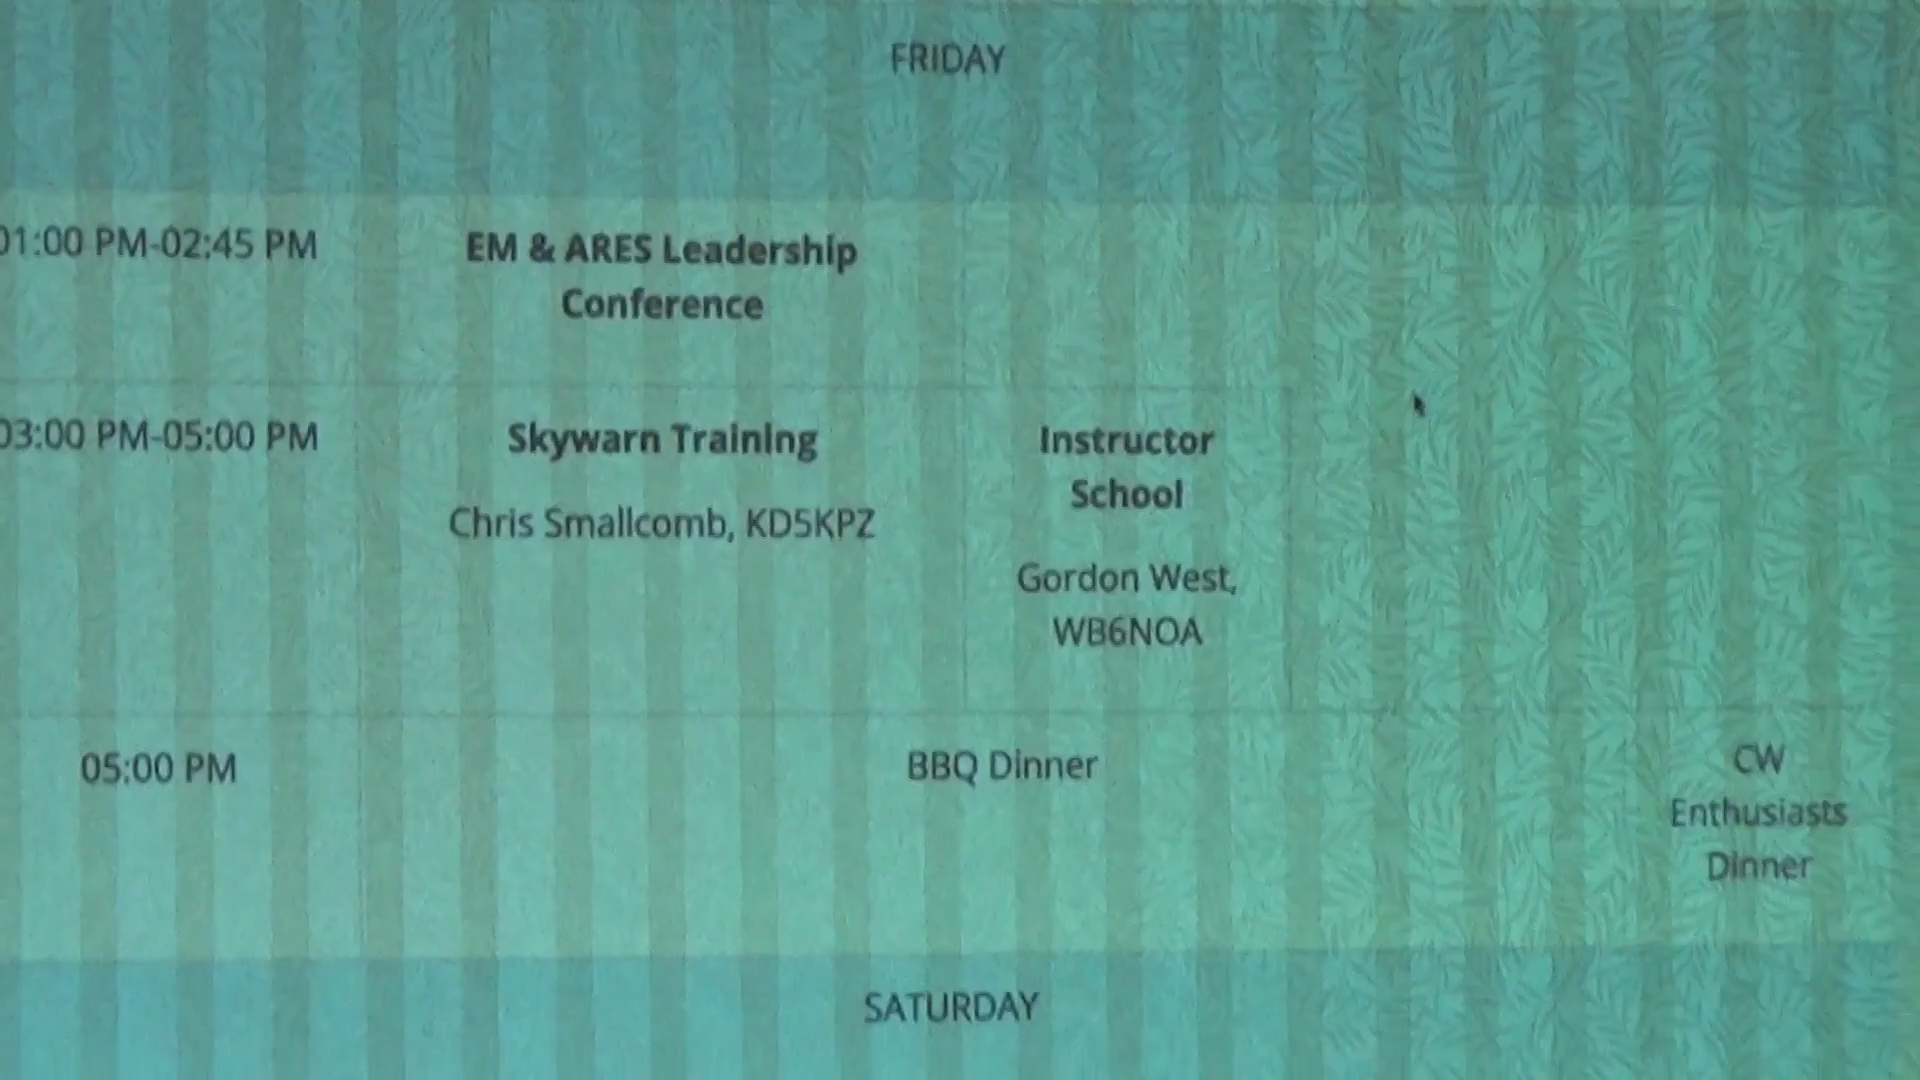 FRIDAY
01:00 PM-02:45 PM
EM & ARES Leadership
Conference
03:00 PM-05:00 PM
Skywarn Training
Chris Smallcomb, KD5KPZ
Instructor
School
Gordon West,
WB6NOA
05:00 PM
BBQ Dinner
CW
Enthusiasts
Dinner
SATURDAY